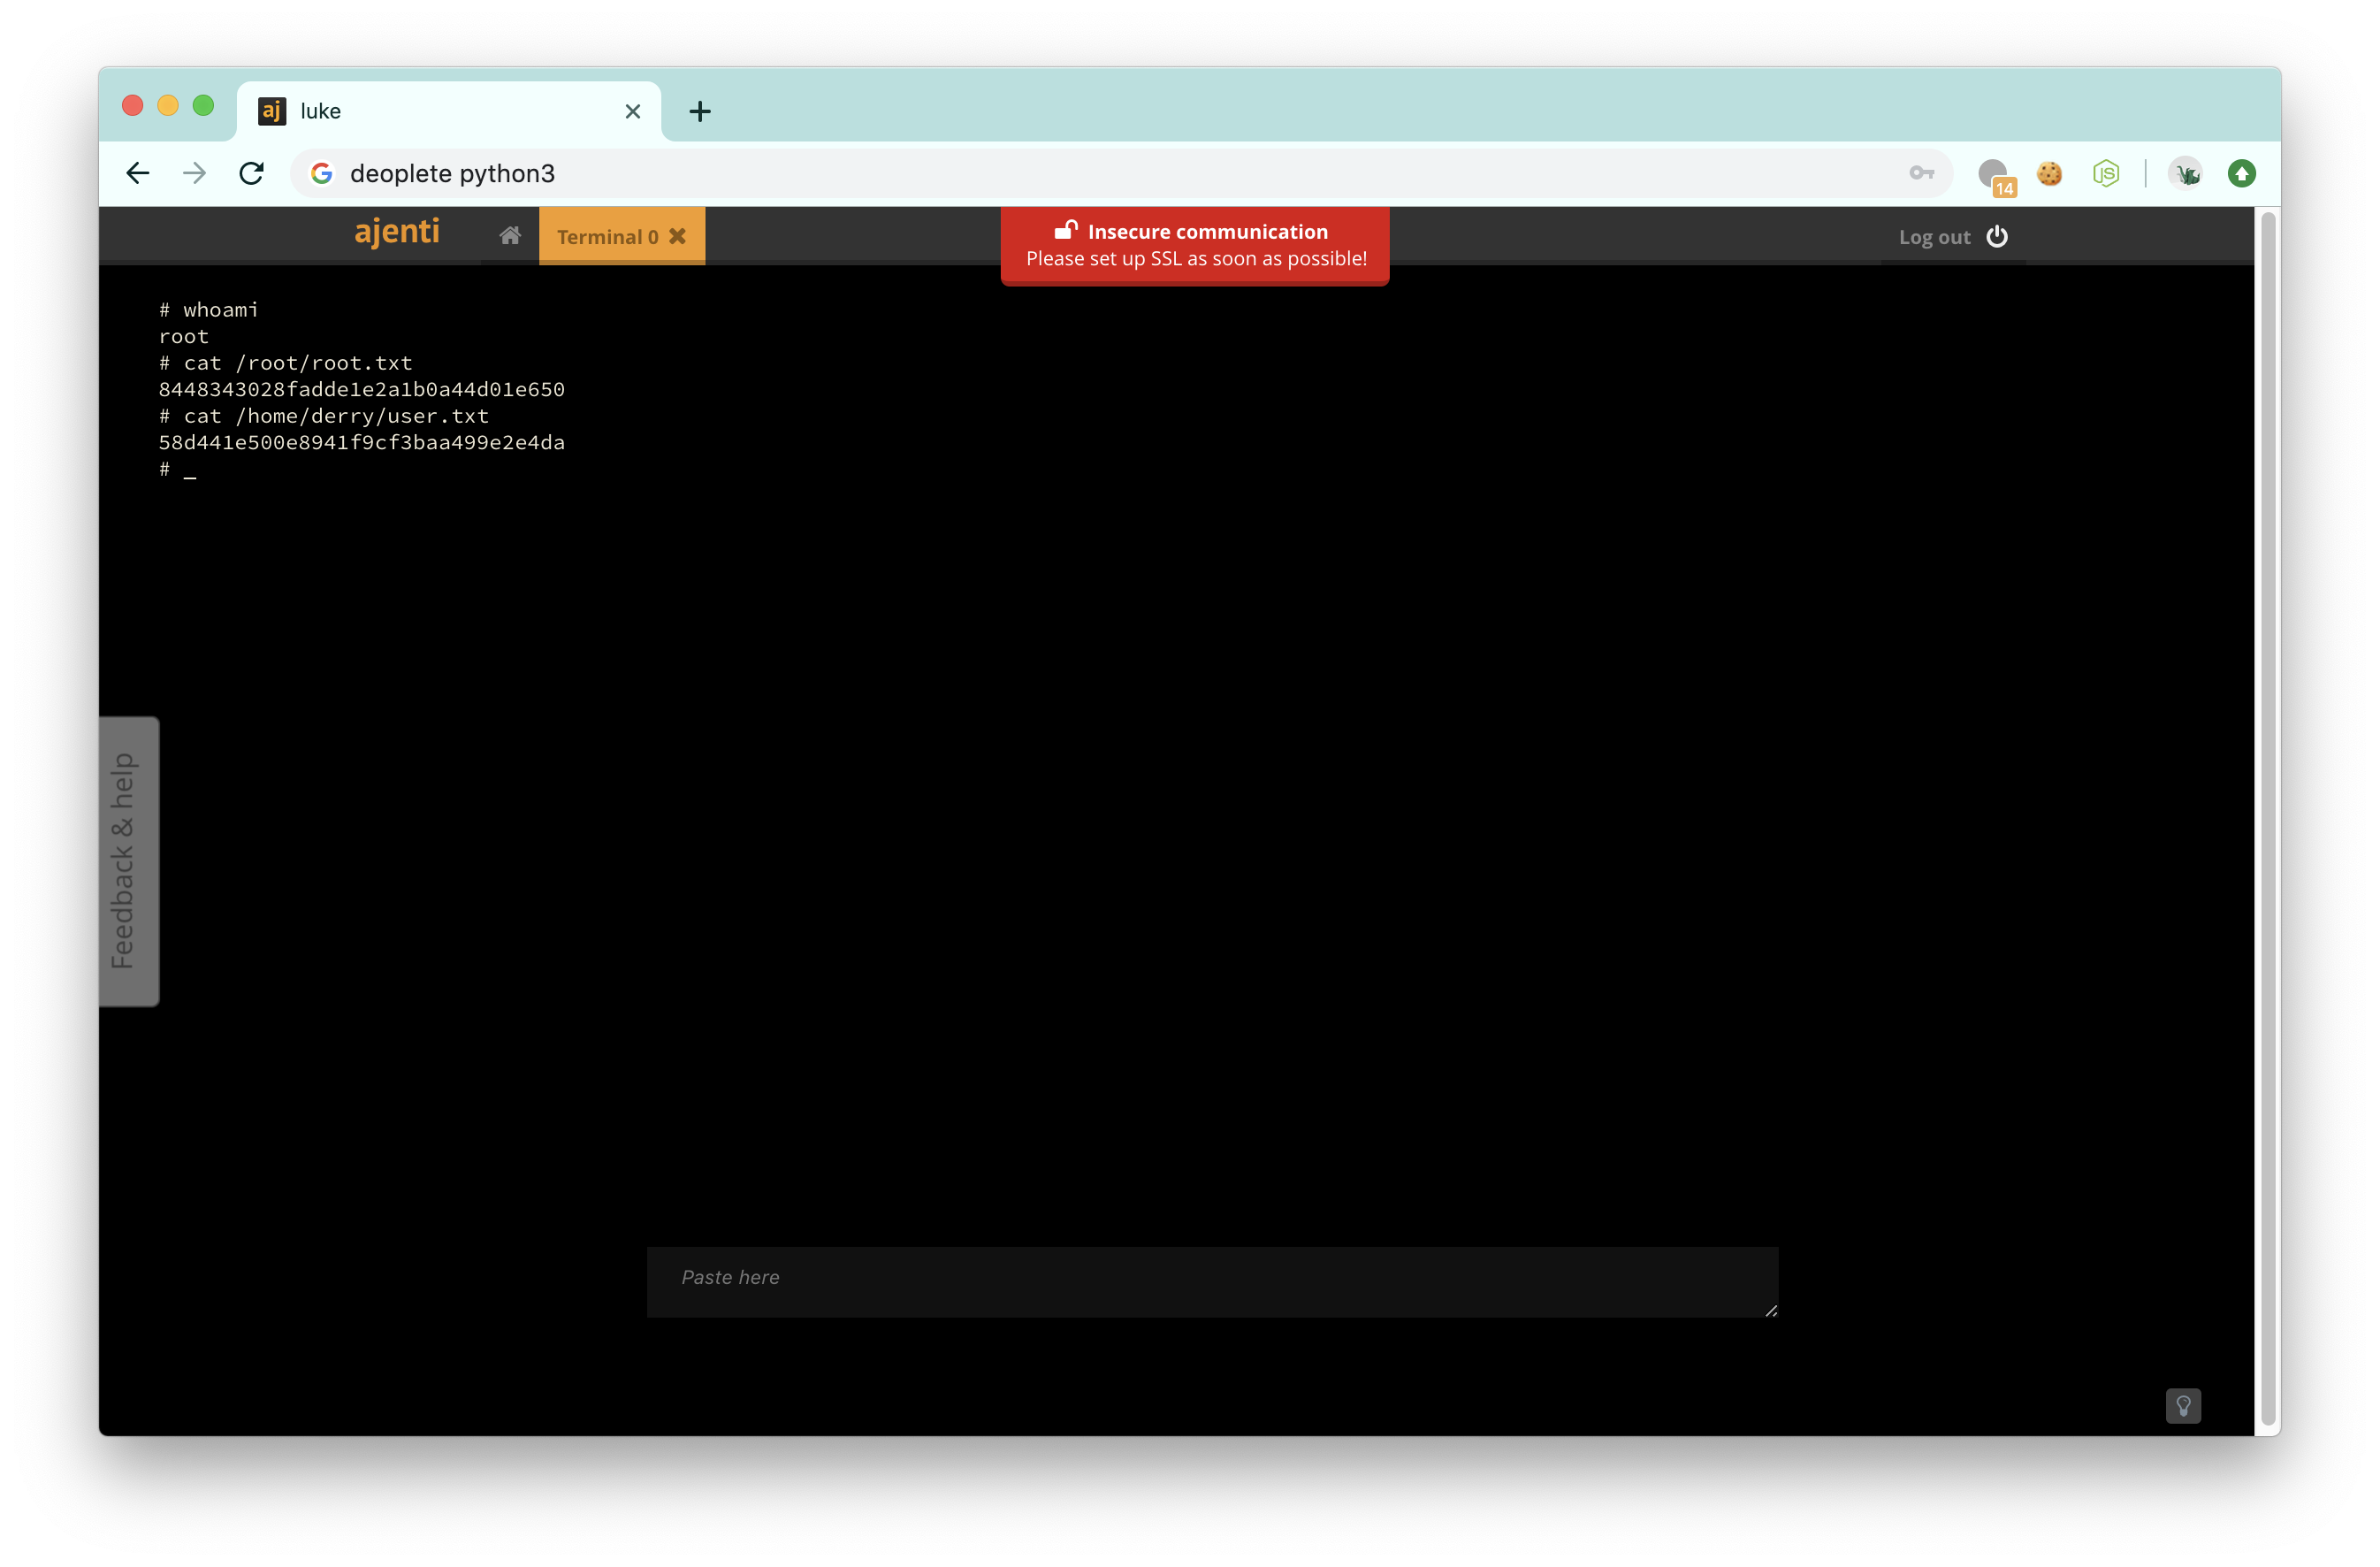 aj luke
deoplete python3
14
JS
ajenti
Terminal 0
Insecure communication
Please set up SSL as soon as possible!
Log out
# whoami
root
# cat /root/root.txt
8448343028fadde1e2a1b0a44d01e650
# cat /home/derry/user.txt
58d441e500e8941f9cf3baa499e2e4da
# _
Feedback & help
Paste here